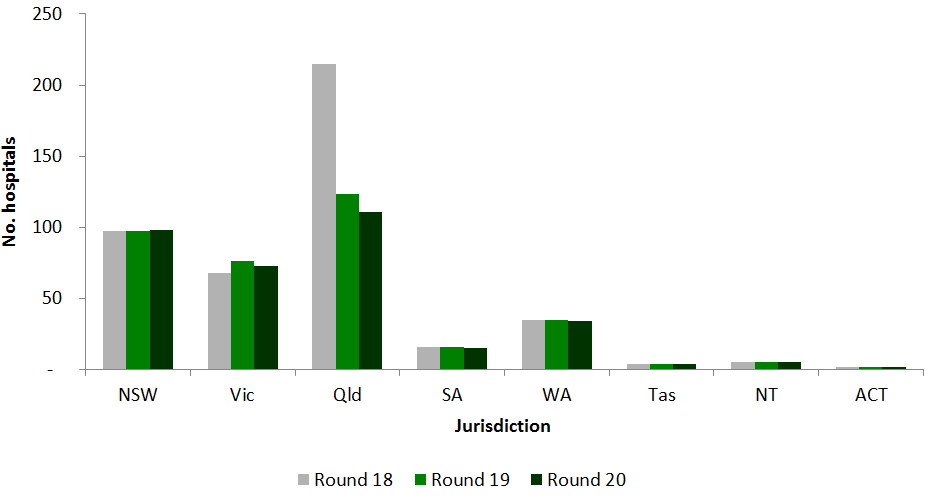 250
200
150
100
50
-
No. hospitals
NSW Vic Qld SA WA Tas NT ACT
Jurisdiction
Round 18 Round 19 Round 20